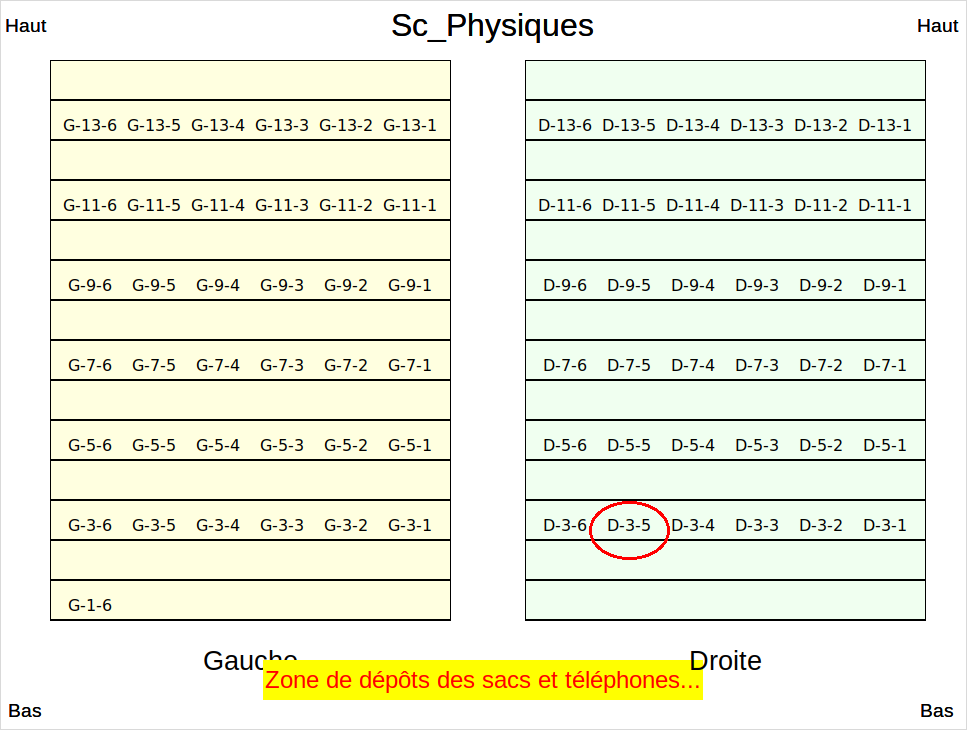 Haut Sc_Physiques Haut
G-13-6 G-13-5 G-13-4 G-13-3 G-13-2 G-13-1 D-13-6 D-13-5 D-13-4 D-13-3 D-13-2 D-13-1
G-11-6 G-11-5 G-11-4 G-11-3 G-11-2 G-11-1 D-11-6 D-11-5 D-11-4 D-11-3 D-11-2 D-11-1
G-9-6 G-9-5 G-9-4 G-9-3 G-9-2 G-9-1 D-9-6 D-9-5 D-9-4 D-9-3 D-9-2 D-9-1
G-7-6 G-7-5 G-7-4 G-7-3 G-7-2 G-7-1 D-7-6 D-7-5 D-7-4 D-7-3 D-7-2 D-7-1
G-5-6 G-5-5 G-5-4 G-5-3 G-5-2 G-5-1 D-5-6 D-5-5 D-5-4 D-5-3 D-5-2 D-5-1
G-3-6 G-3-5 G-3-4 G-3-3 G-3-2 G-3-1 D-3-6 D-3-5 D-3-4 D-3-3 D-3-2 D-3-1
G-1-6
Gauche Droite
Zone de dépôts des sacs et téléphones...
Bas Bas